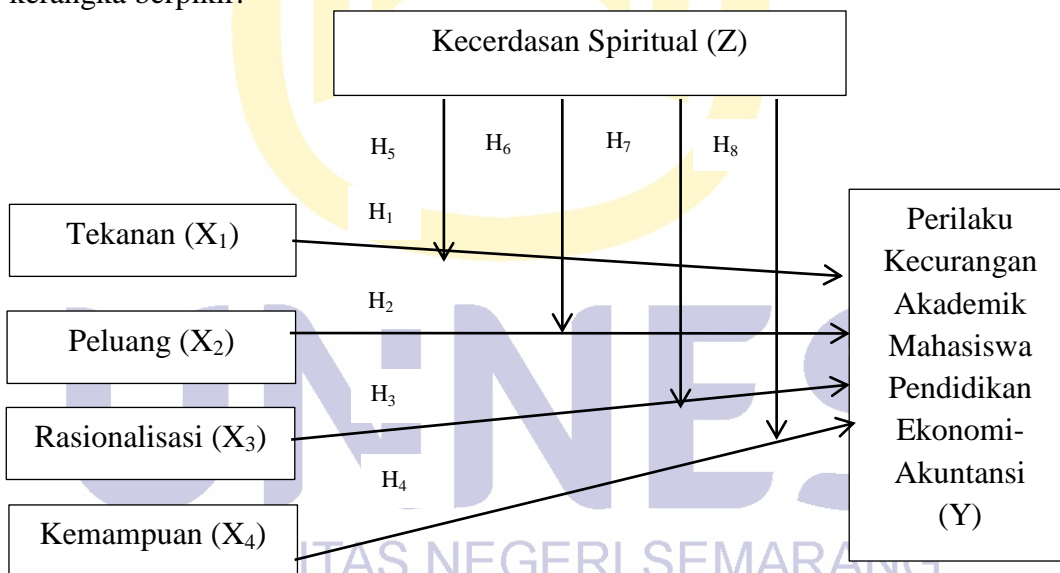 kerangka berpikir:
Kecerdasan Spiritual (Z)
H₅ H₆ H₇ H₈
H₁
Tekanan (X₁)
H₂
Peluang (X₂)
H₃
Rasionalisasi (X₃)
H₄
Kemampuan (X₄)
Perilaku
Kecurangan
Akademik
Mahasiswa
Pendidikan
Ekonomi-
Akuntansi
(Y)
UNNES
ITAS NEGERI SEMARANG